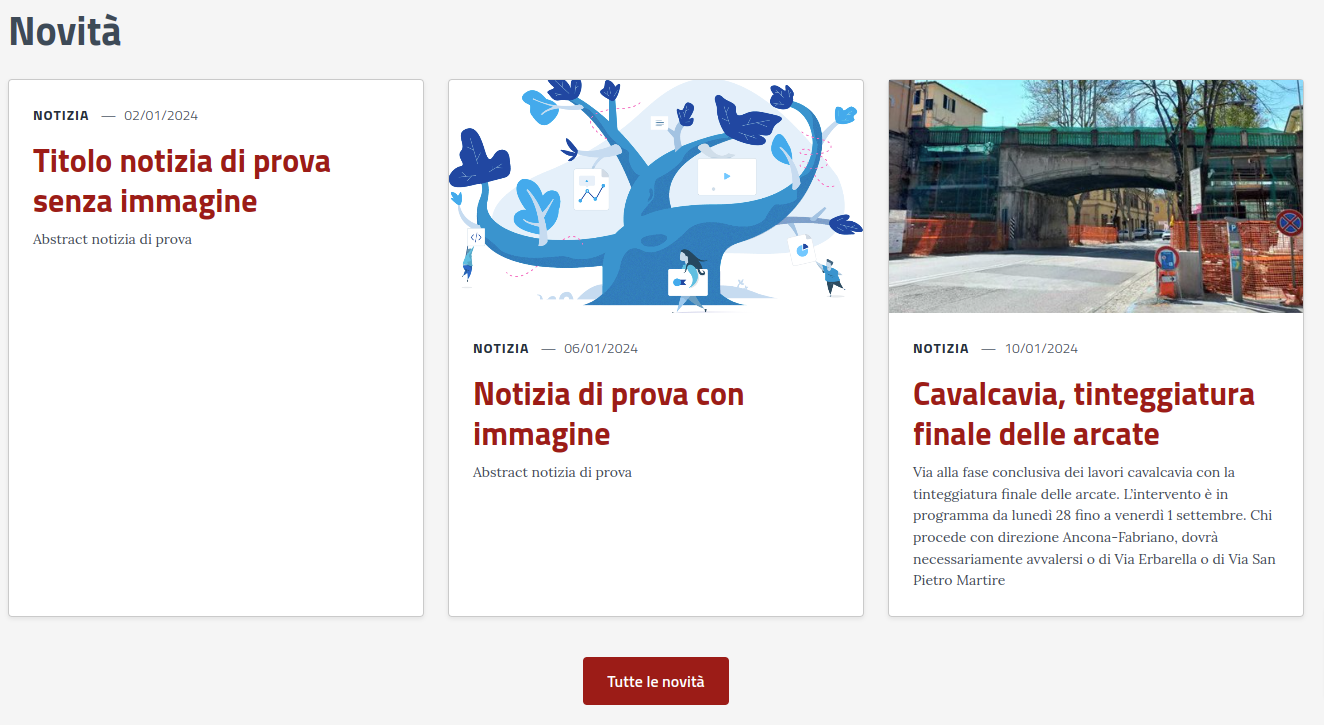 Novità
NOTIZIA — 02/01/2024
Titolo notizia di prova
senza immagine
Abstract notizia di prova
NOTIZIA — 06/01/2024
Notizia di prova con
immagine
Abstract notizia di prova
NOTIZIA — 10/01/2024
Cavalcavia, tinteggiatura
finale delle arcate
Via alla fase conclusiva dei lavori cavalcavia con la
tinteggiatura finale delle arcate. L'intervento è in
programma da lunedì 28 fino a venerdì 1 settembre. Chi
procede con direzione Ancona-Fabriano, dovrà
necessariamente avvalersi o di Via Erbarella o di Via San
Pietro Martire
Tutte le novità